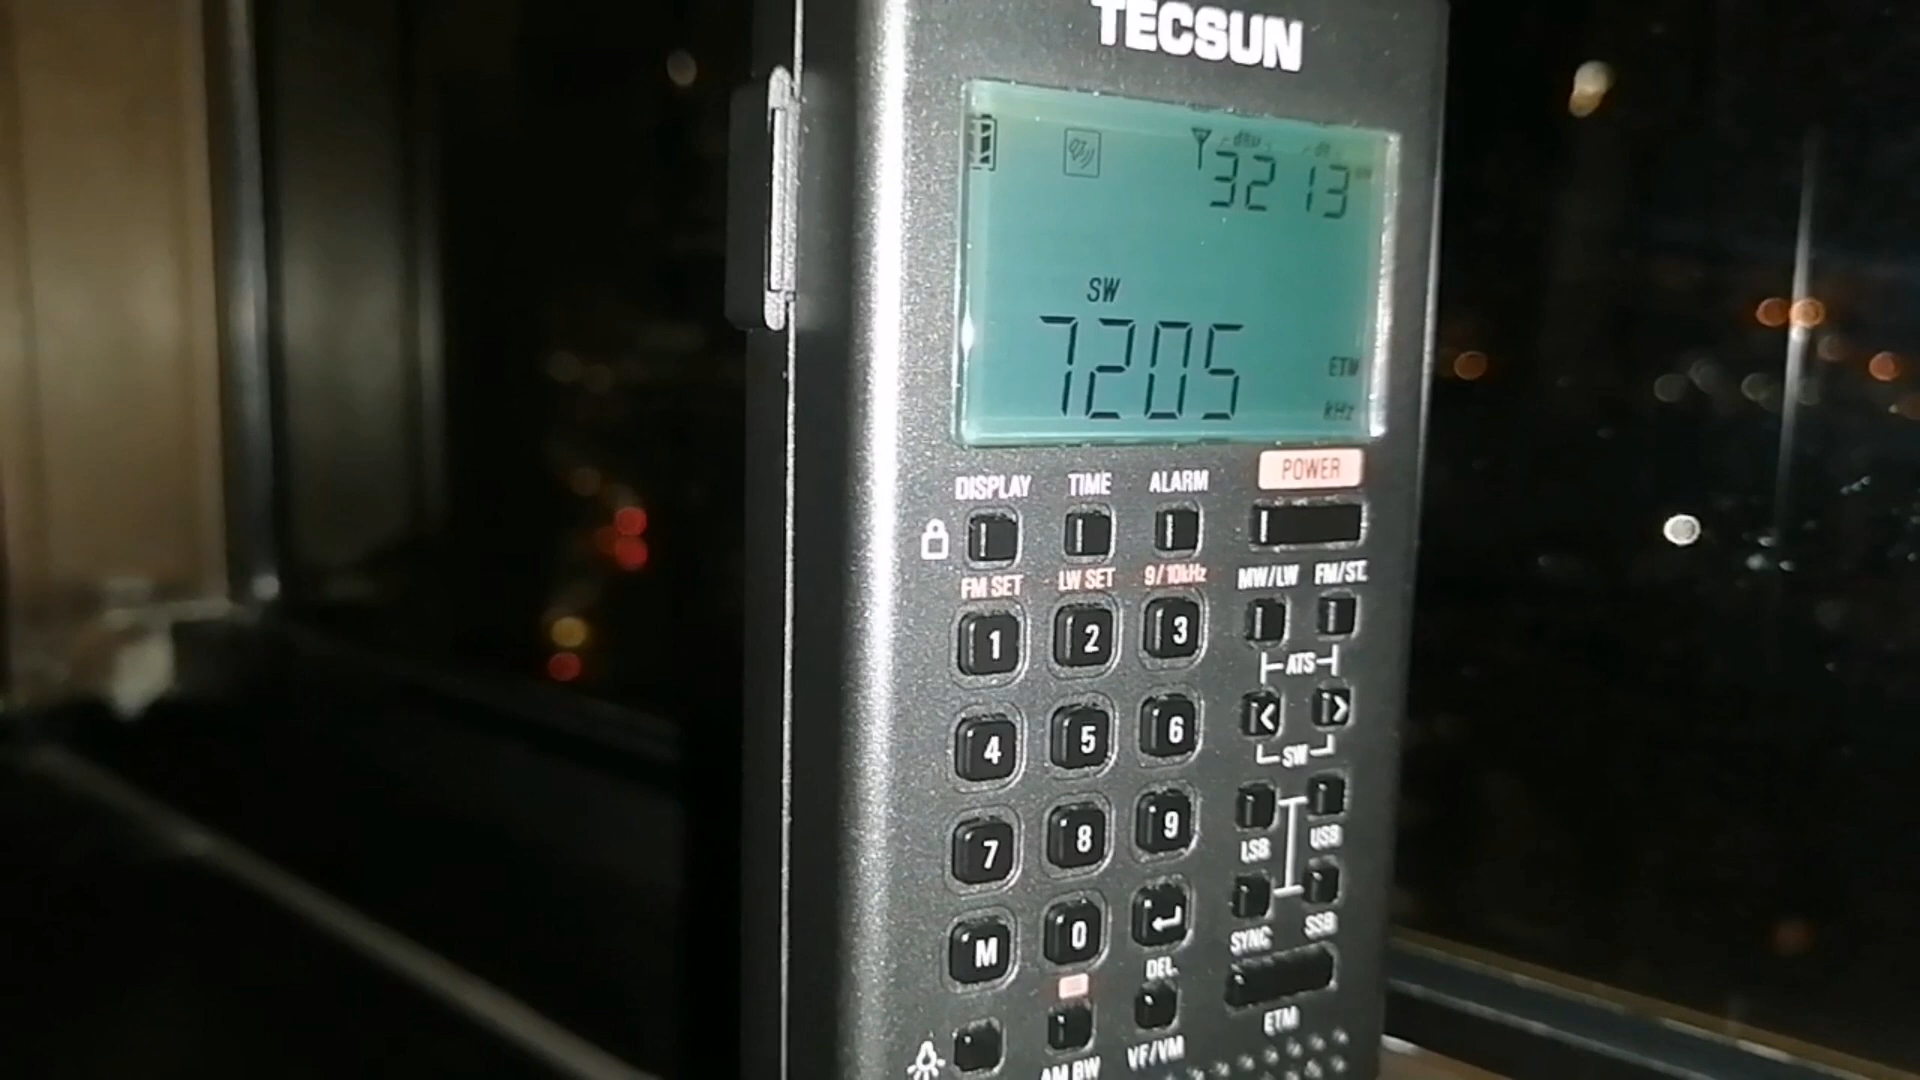 TECSUN
dBμ dB
32 13
SW
7205
ETM
kHz
DISPLAY TIME ALARM POWER
FM SET LW SET 9/10kHz MW/LW FM/ST.
1 2 3
ATS
4 5 6 < >
SW
7 8 9
LSB USB
M 0
SYNC SSB
DEL
ETM
AM BW VF/VM